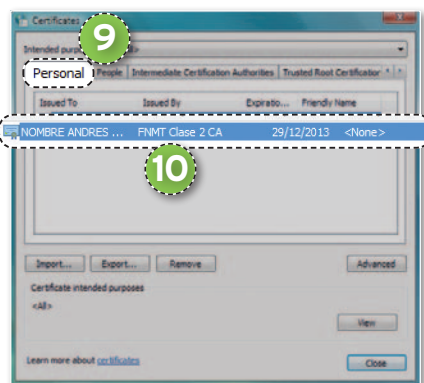 Certificates
9
Intended purpo
Personal People Intermediate Certification Authorities Trusted Root Certification
Issued To Issued By Expiratio... Friendly Name
NOMBRE ANDRES ... FNMT Clase 2 CA 29/12/2013 <None>
10
Import... Export... Remove Advanced
Certificate intended purposes
<All>
View
Learn more about certificates
Close